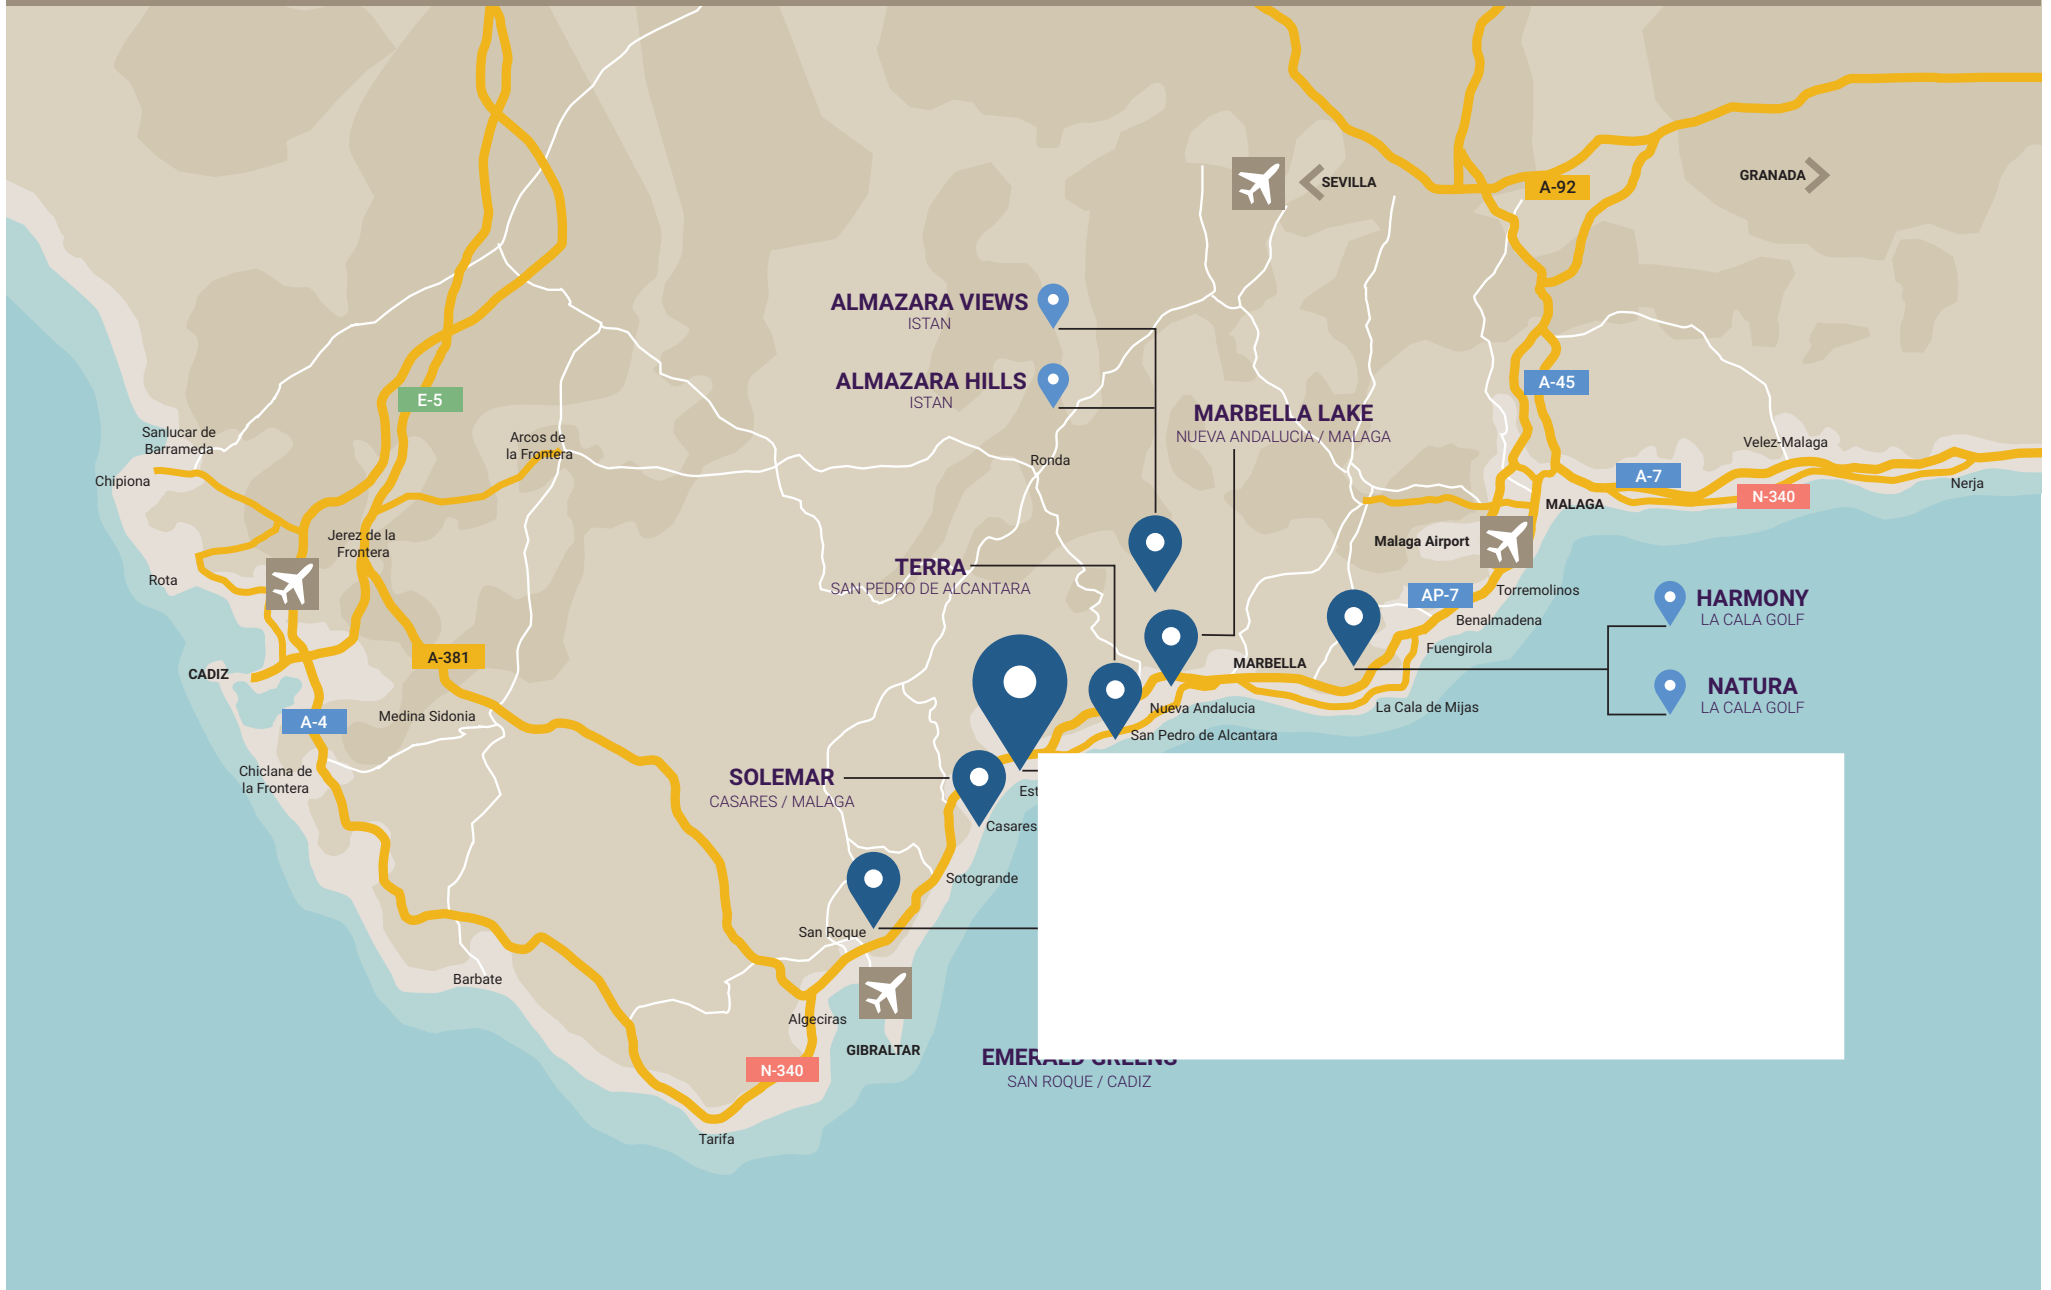 SEVILLA
GRANADA
A-92
ALMAZARA VIEWS
ISTAN
ALMAZARA HILLS
ISTAN
A-45
E-5
MARBELLA LAKE
NUEVA ANDALUCIA / MALAGA
Sanlucar de
Barrameda
Arcos de
la Frontera
Velez-Malaga
Ronda
Chipiona
A-7
Nerja
N-340
MALAGA
Jerez de la
Frontera
Malaga Airport
TERRA
SAN PEDRO DE ALCANTARA
Rota
Torremolinos
AP-7
HARMONY
LA CALA GOLF
Benalmadena
Fuengirola
A-381
MARBELLA
CADIZ
NATURA
LA CALA GOLF
Nueva Andalucia
La Cala de Mijas
Medina Sidonia
A-4
San Pedro de Alcantara
Chiclana de
la Frontera
SOLEMAR
CASARES / MALAGA
Casares
Sotogrande
San Roque
Barbate
Algeciras
GIBRALTAR
EMERALD GREENS
SAN ROQUE / CADIZ
N-340
Tarifa